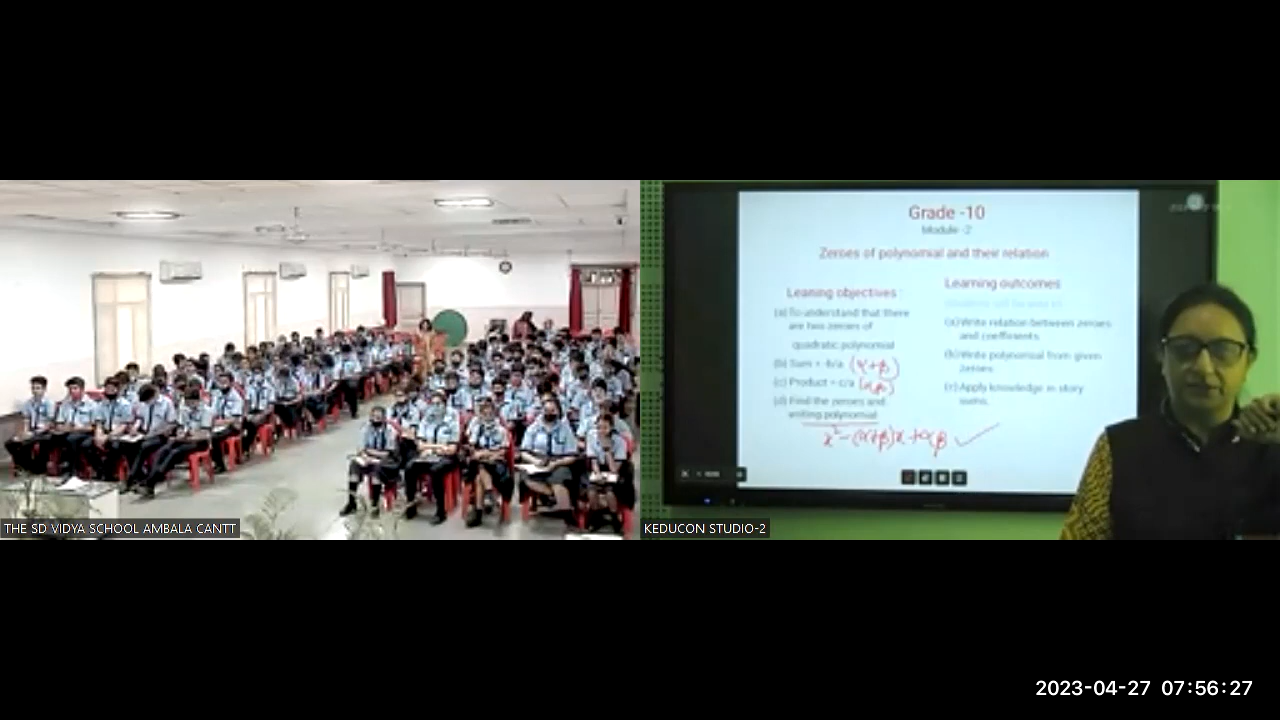 Grade -10
Module -2
Zeroes of polynomial and their relation
Leaning objectives :
(a) To understand that there
are two zeroes of
quadratic polynomial
(b) Sum = -b/a (α+β)
(c) Product = c/a (αβ)
(d) Find the zeroes and
writing polynomial
x² - (α+β)x + αβ
Learning outcomes
(a) Write relation between zeroes
and coefficients.
(b) Write polynomial from given
zeroes.
(c) Apply knowledge in story
sums.
THE SD VIDYA SCHOOL AMBALA CANTT
KEDUCON STUDIO-2
2023-04-27 07:56:27